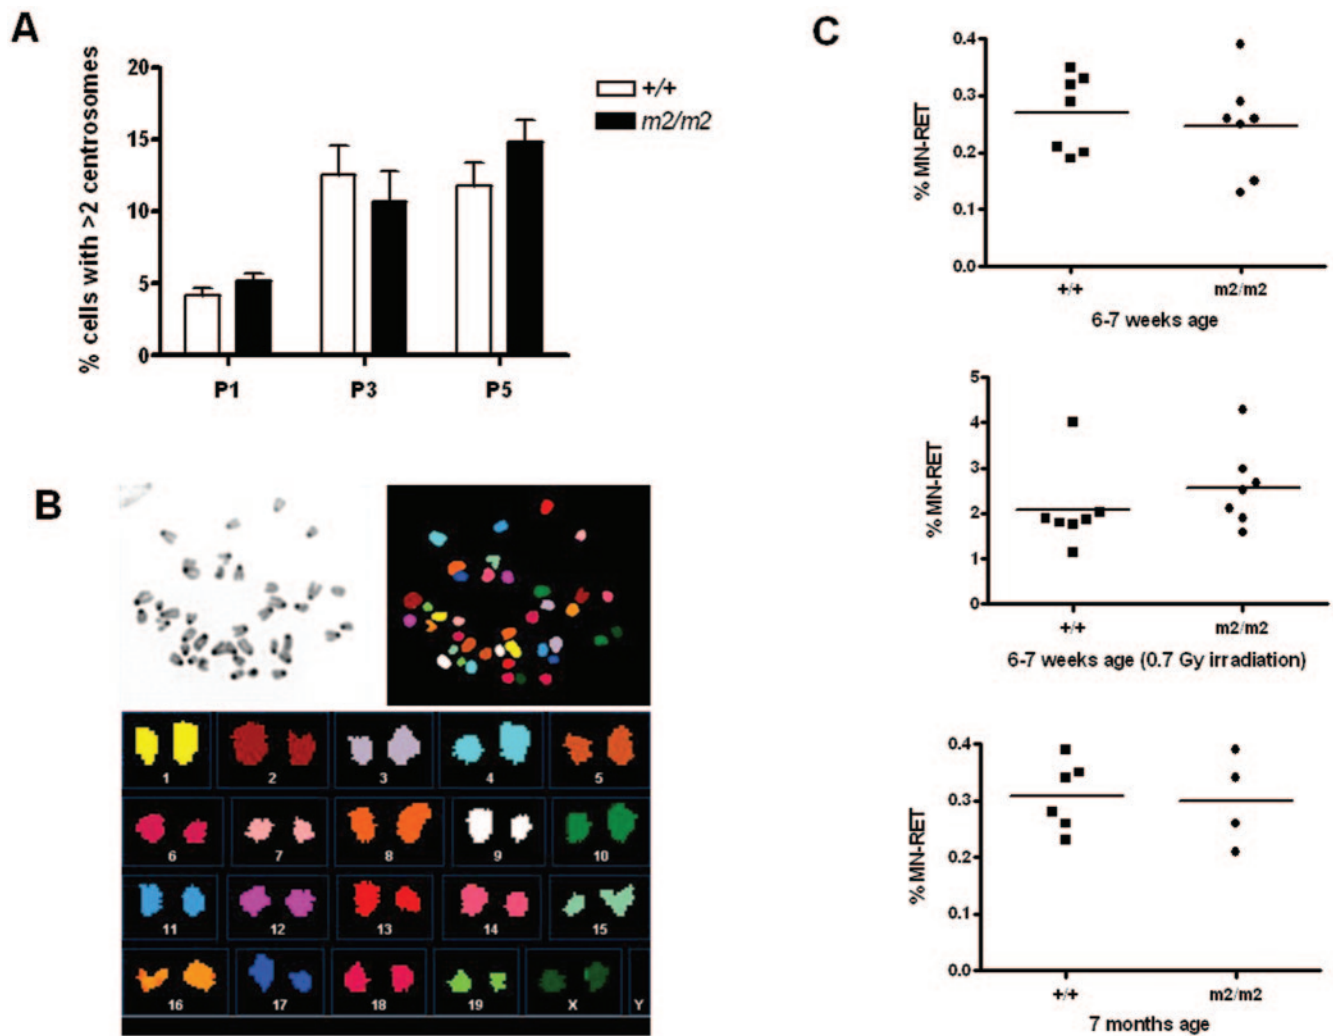 A
% cells with >2 centrosomes
20
15
10
5
0
P1 P3 P5
+/+
m2/m2
B
1 2 3 4 5
6 7 8 9 10
11 12 13 14 15
16 17 18 19 X Y
C
% MN-RET
0.4
0.3
0.2
0.1
0.0
+/+ m2/m2
6-7 weeks age
% MN-RET
5
4
3
2
1
0
+/+ m2/m2
6-7 weeks age (0.7 Gy irradiation)
% MN-RET
0.4
0.3
0.2
0.1
0.0
+/+ m2/m2
7 months age